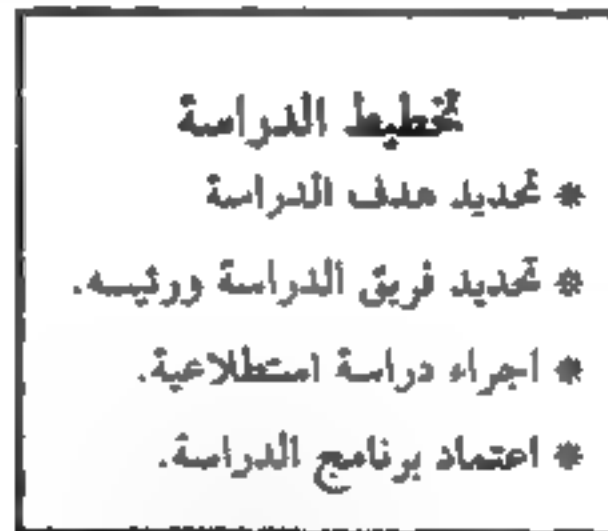 تخطيط الدراسة
* تحديد هدف الدراسة
* تحديد فريق الدراسة ورئيسه.
* اجراء دراسة استطلاعية.
* اعتماد برنامج الدراسة.